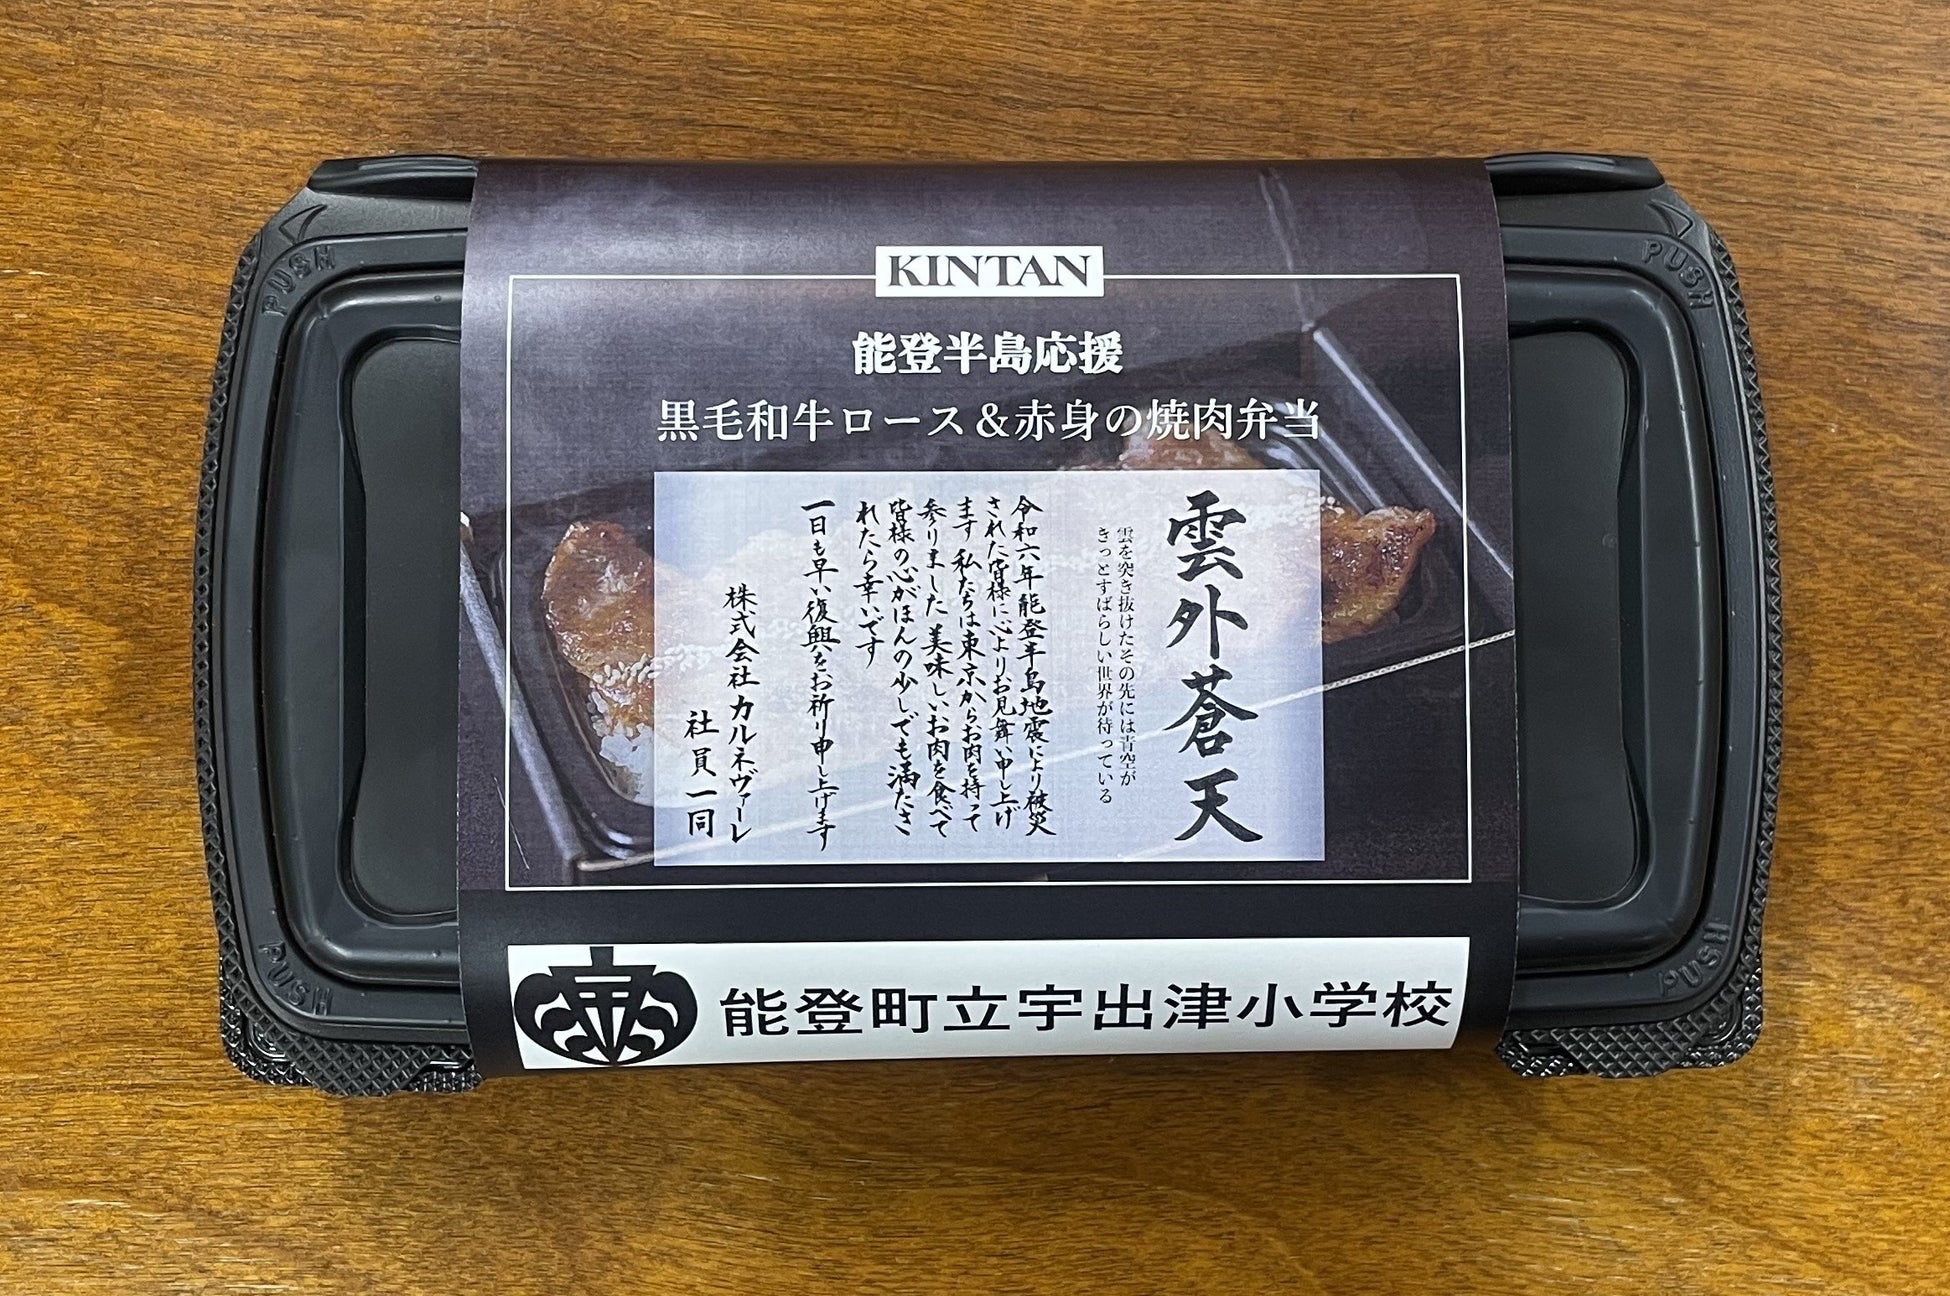 KINTAN
能登半島応援
黒毛和牛ロース＆赤身の焼肉弁当
雲外蒼天
雲を突き抜けたその先には青空が
きっとすばらしい世界が待っている
令和六年能登半島地震により被災
された皆様に心よりお見舞い申し上げ
ます 私たちは東京からお肉を持って
参りました 美味しいお肉を食べて
皆様の心がほんの少しでも満たさ
れたら幸いです
一日も早い復興をお祈り申し上げます
株式会社カルネヴァーレ
社員一同
能登町立宇出津小学校
PUSH
PUSH
PUSH
PUSH